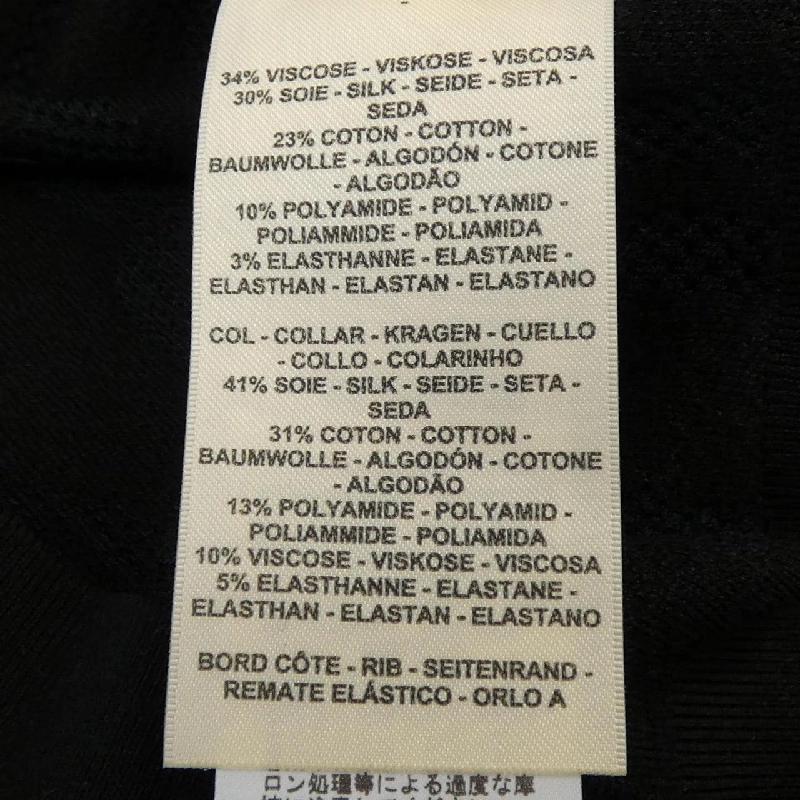 34% VISCOSE - VISKOSE - VISCOSA
30% SOIE - SILK - SEIDE - SETA -
SEDA
23% COTON - COTTON -
BAUMWOLLE - ALGODÓN - COTONE
- ALGODÃO
10% POLYAMIDE - POLYAMID -
POLIAMMIDE - POLIAMIDA
3% ELASTHANNE - ELASTANE -
ELASTHAN - ELASTAN - ELASTANO
COL - COLLAR - KRAGEN - CUELLO
- COLLO - COLARINHO
41% SOIE - SILK - SEIDE - SETA -
SEDA
31% COTON - COTTON -
BAUMWOLLE - ALGODÓN - COTONE
- ALGODÃO
13% POLYAMIDE - POLYAMID -
POLIAMMIDE - POLIAMIDA
10% VISCOSE - VISKOSE - VISCOSA
5% ELASTHANNE - ELASTANE -
ELASTHAN - ELASTAN - ELASTANO
BORD CÔTE - RIB - SEITENRAND -
REMATE ELÁSTICO - ORLO A
ロン処理等による過度な摩